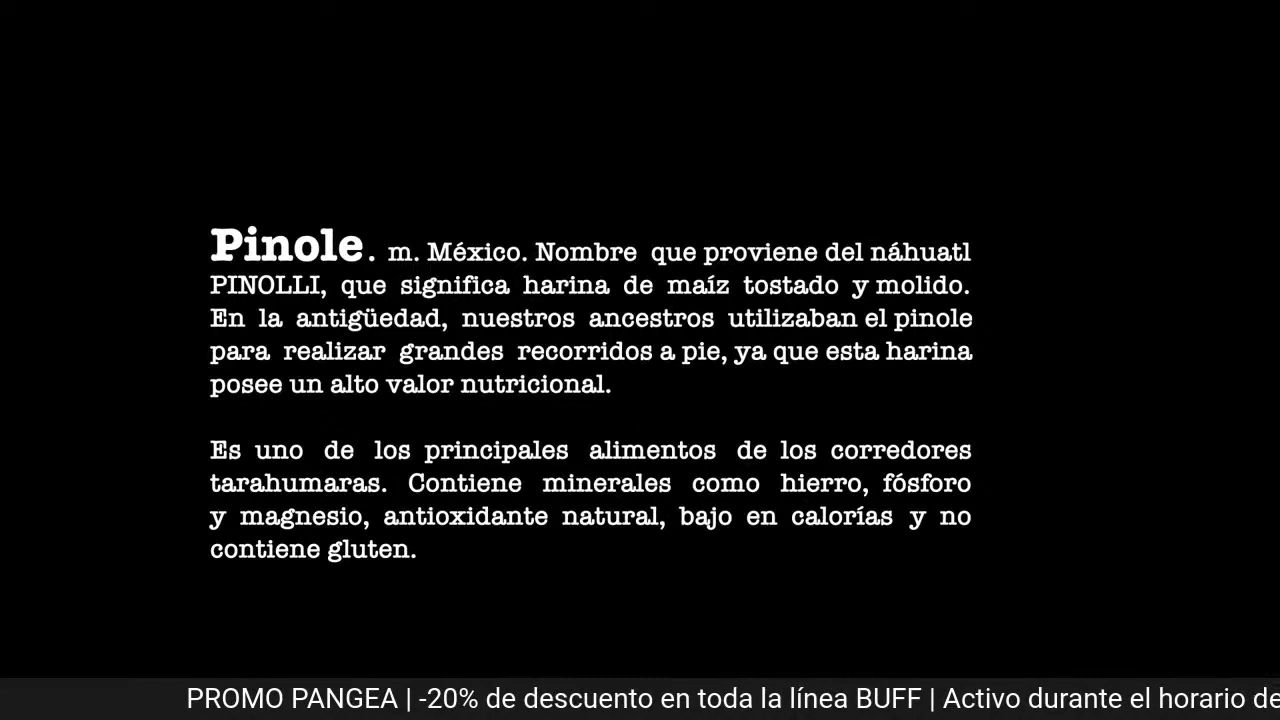 Pinole. m. México. Nombre que proviene del náhuatl
PINOLLI, que significa harina de maíz tostado y molido.
En la antigüedad, nuestros ancestros utilizaban el pinole
para realizar grandes recorridos a pie, ya que esta harina
posee un alto valor nutricional.
Es uno de los principales alimentos de los corredores
tarahumaras. Contiene minerales como hierro, fósforo
y magnesio, antioxidante natural, bajo en calorías y no
contiene gluten.
PROMO PANGEA | -20% de descuento en toda la línea BUFF | Activo durante el horario de